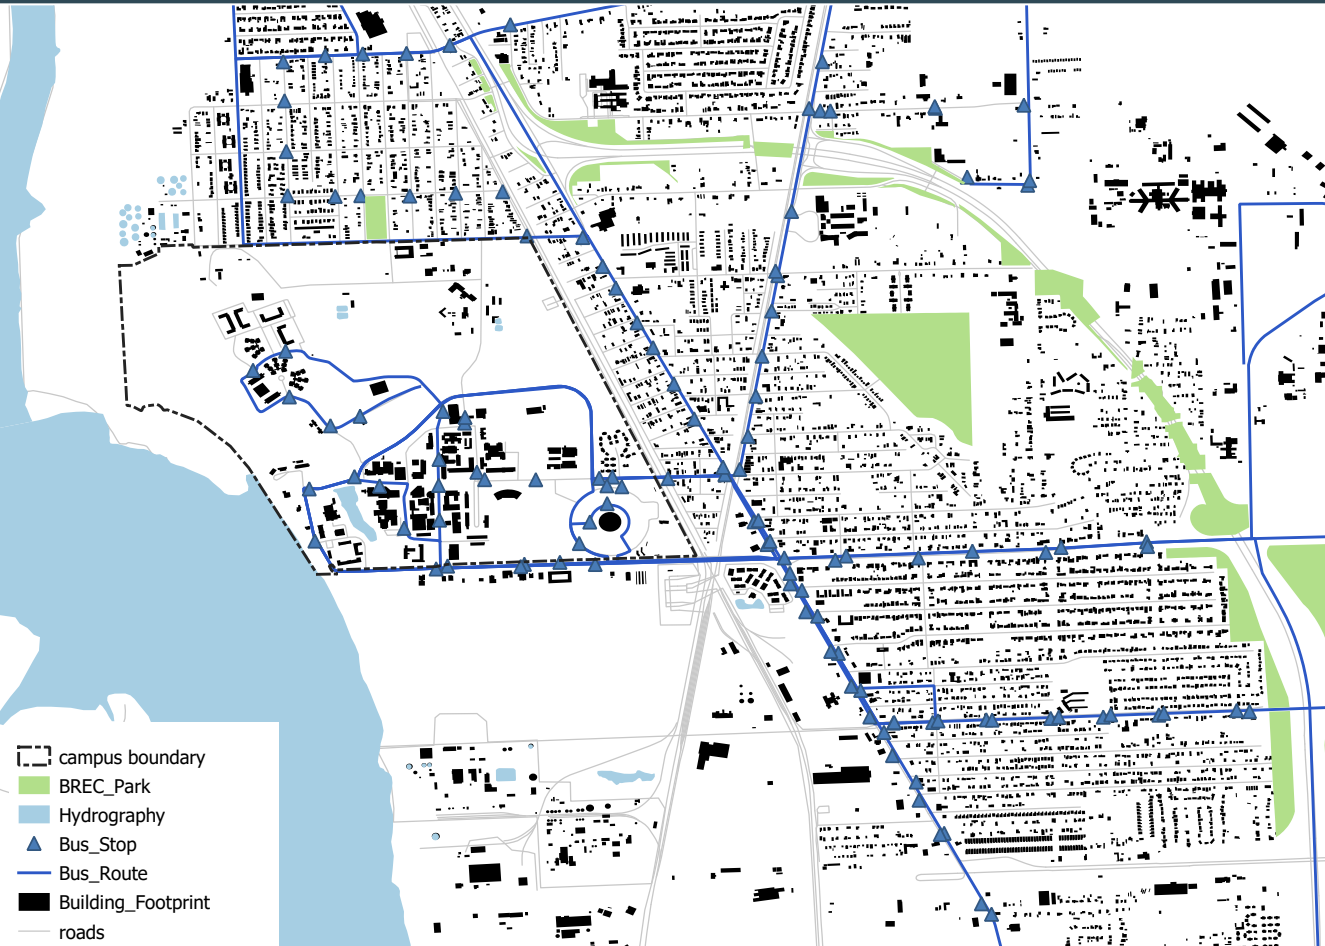 campus boundary
BREC_Park
Hydrography
Bus_Stop
Bus_Route
Building_Footprint
roads